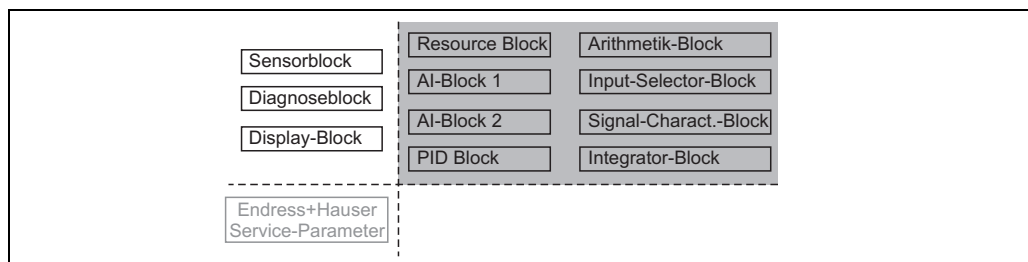 Sensorblock
Diagnoseblock
Display-Block
Resource Block
AI-Block 1
AI-Block 2
PID Block
Arithmetik-Block
Input-Selector-Block
Signal-Charact.-Block
Integrator-Block
Endress+Hauser
Service-Parameter